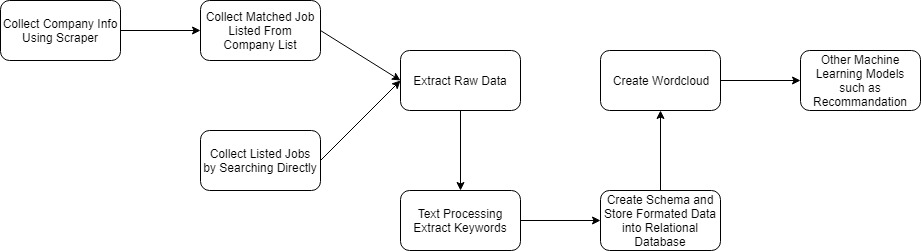 Collect Company Info
Using Scraper
Collect Matched Job
Listed From
Company List
Collect Listed Jobs
by Searching Directly
Extract Raw Data
Text Processing
Extract Keywords
Create Schema and
Store Formated Data
into Relational
Database
Create Wordcloud
Other Machine
Learning Models
such as
Recommandation